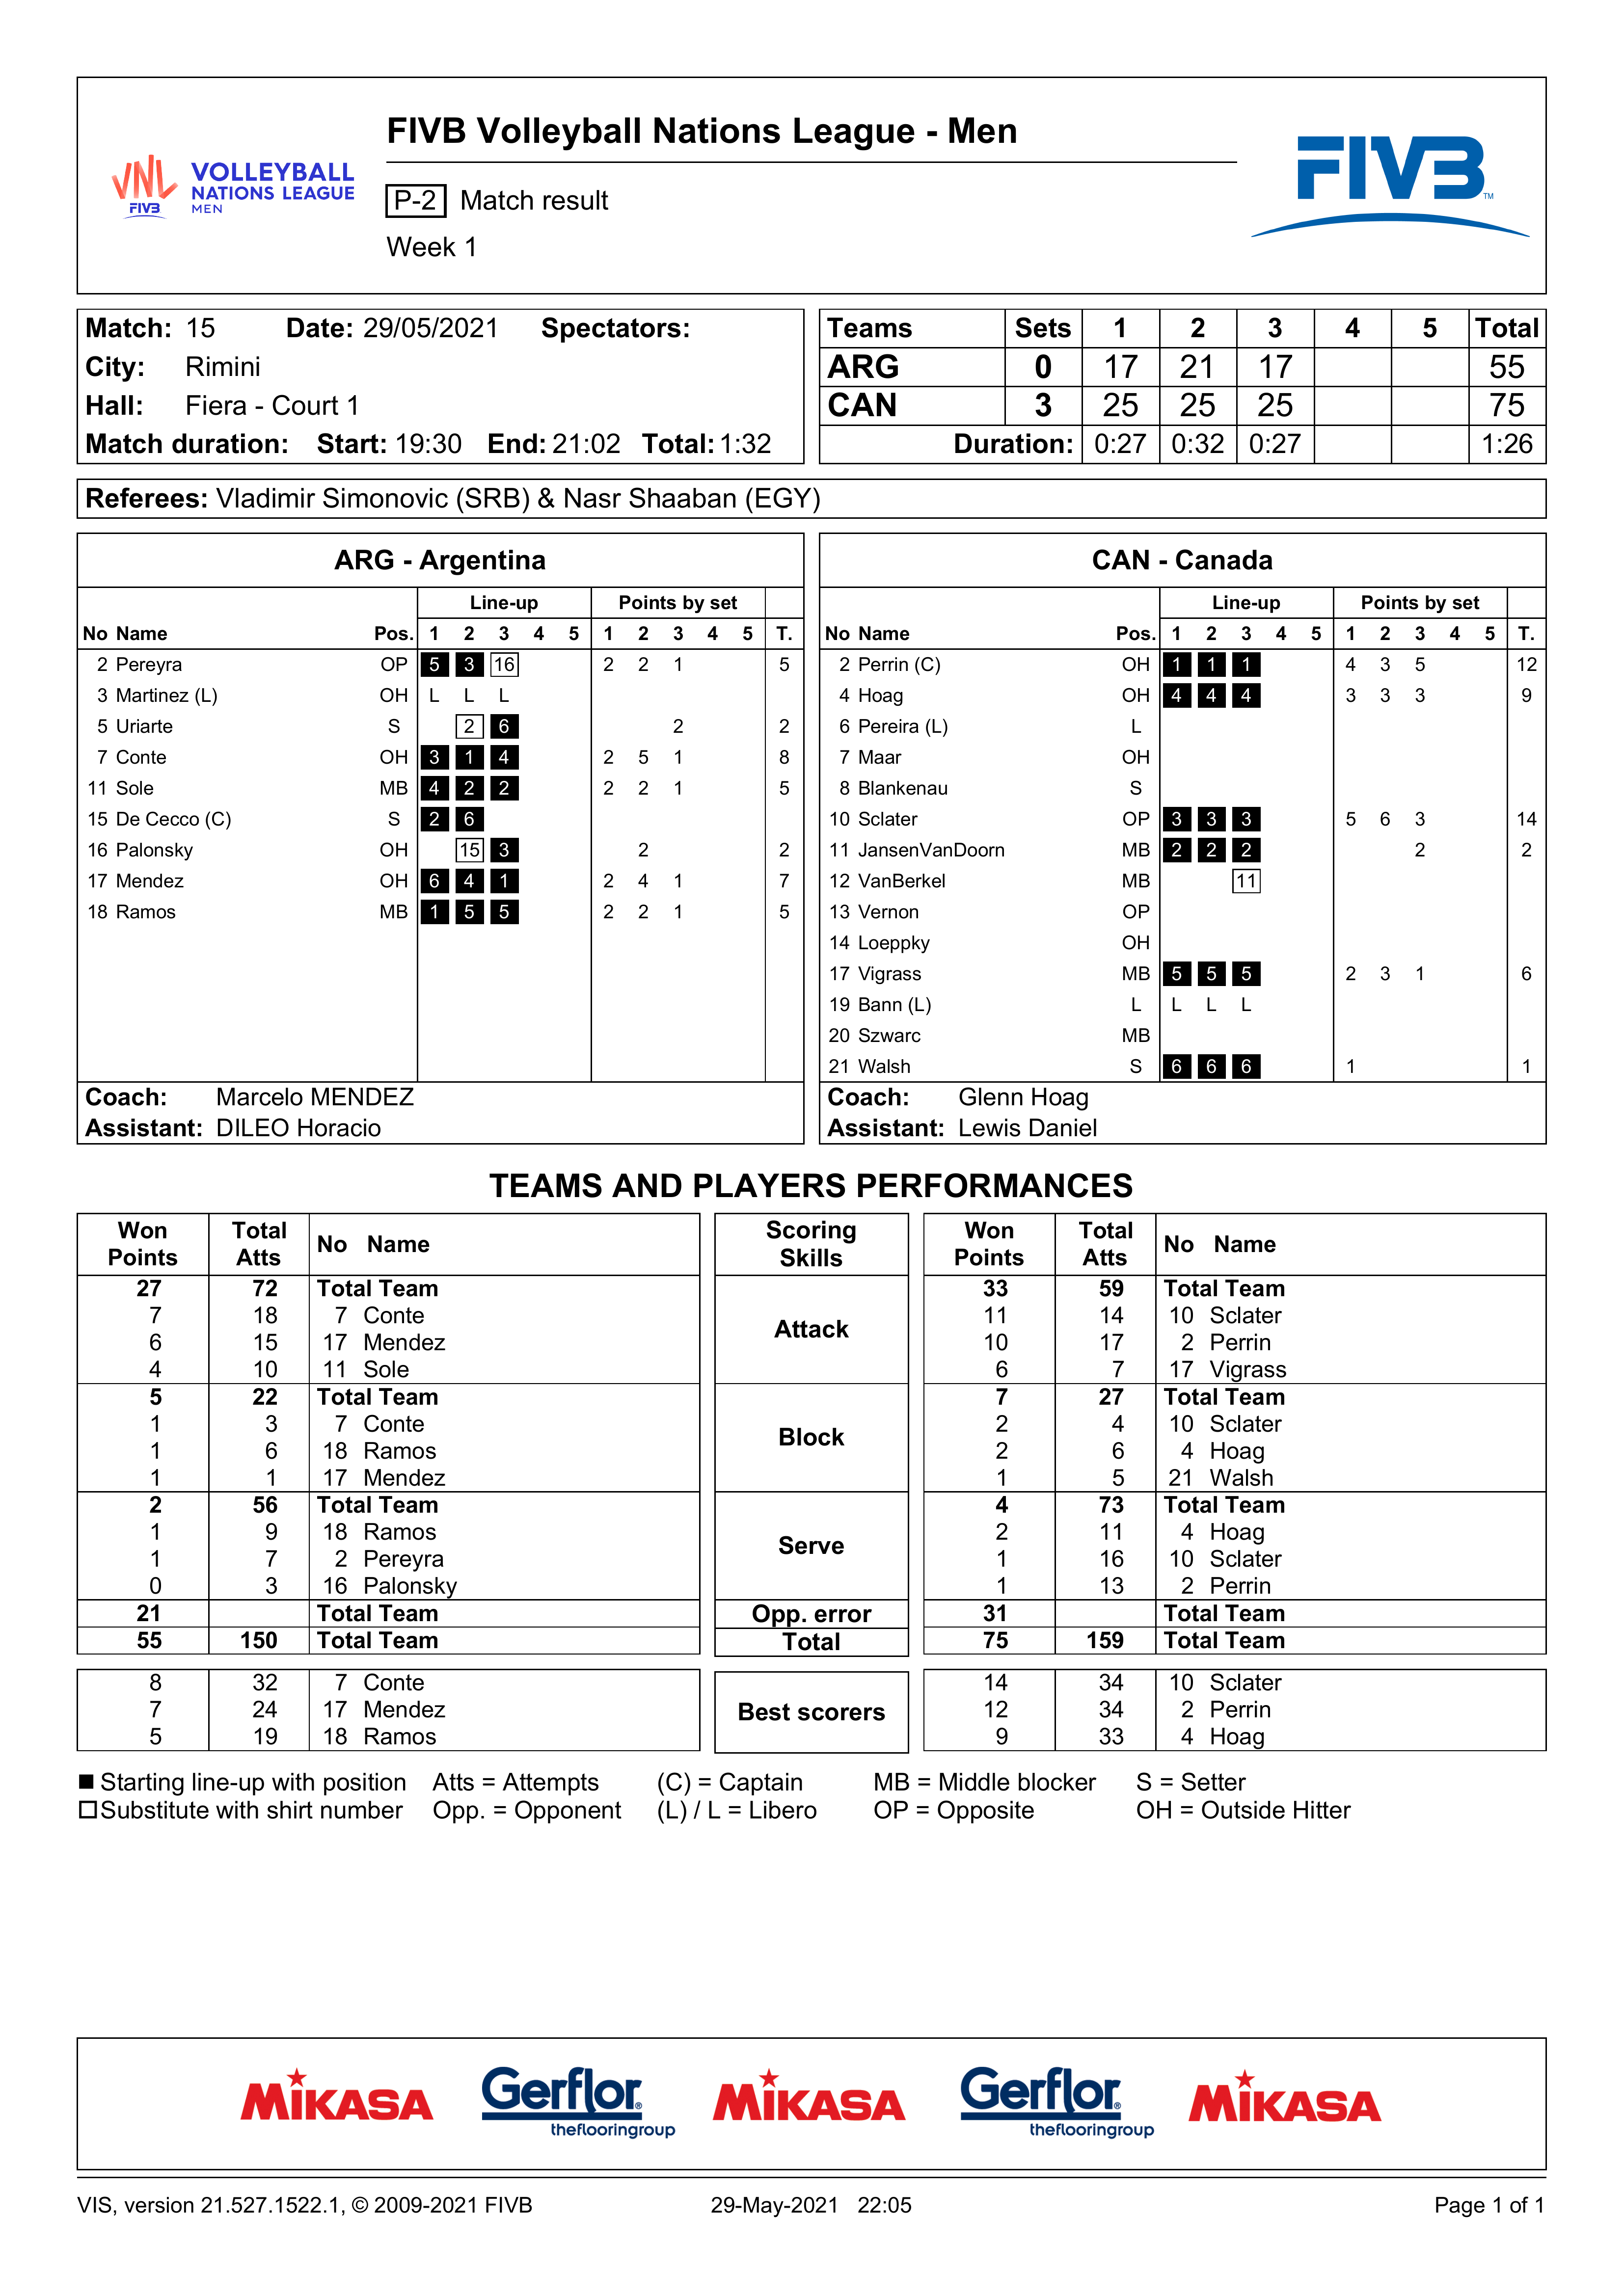 FIVB Volleyball Nations League - Men
VNL FIVB
VOLLEYBALL
NATIONS LEAGUE
MEN
P-2 Match result
Week 1
FIVB TM
Match: 15 Date: 29/05/2021 Spectators:
City: Rimini
Hall: Fiera - Court 1
Match duration: Start: 19:30 End: 21:02 Total: 1:32
Teams Sets 1 2 3 4 5 Total
ARG 0 17 21 17 55
CAN 3 25 25 25 75
Duration: 0:27 0:32 0:27 1:26
Referees: Vladimir Simonovic (SRB) & Nasr Shaaban (EGY)
ARG - Argentina
Line-up Points by set
No Name Pos. 1 2 3 4 5 1 2 3 4 5 T.
2 Pereyra OP 5 3 16 2 2 1 5
3 Martinez (L) OH L L L
5 Uriarte S 2 6 2 2
7 Conte OH 3 1 4 2 5 1 8
11 Sole MB 4 2 2 2 2 1 5
15 De Cecco (C) S 2 6
16 Palonsky OH 15 3 2 2
17 Mendez OH 6 4 1 2 4 1 7
18 Ramos MB 1 5 5 2 2 1 5
Coach: Marcelo MENDEZ
Assistant: DILEO Horacio
CAN - Canada
Line-up Points by set
No Name Pos. 1 2 3 4 5 1 2 3 4 5 T.
2 Perrin (C) OH 1 1 1 4 3 5 12
4 Hoag OH 4 4 4 3 3 3 9
6 Pereira (L) L
7 Maar OH
8 Blankenau S
10 Sclater OP 3 3 3 5 6 3 14
11 JansenVanDoorn MB 2 2 2 2 2
12 VanBerkel MB 11
13 Vernon OP
14 Loeppky OH
17 Vigrass MB 5 5 5 2 3 1 6
19 Bann (L) L L L L
20 Szwarc MB
21 Walsh S 6 6 6 1 1
Coach: Glenn Hoag
Assistant: Lewis Daniel
TEAMS AND PLAYERS PERFORMANCES
Won Points Total Atts No Name Scoring Skills Won Points Total Atts No Name
27 72 Total Team 33 59 Total Team
7 18 7 Conte Attack 11 14 10 Sclater
6 15 17 Mendez 10 17 2 Perrin
4 10 11 Sole 6 7 17 Vigrass
5 22 Total Team 7 27 Total Team
1 3 7 Conte Block 2 4 10 Sclater
1 6 18 Ramos 2 6 4 Hoag
1 1 17 Mendez 1 5 21 Walsh
2 56 Total Team 4 73 Total Team
1 9 18 Ramos Serve 2 11 4 Hoag
1 7 2 Pereyra 1 16 10 Sclater
0 3 16 Palonsky 1 13 2 Perrin
21 Total Team Opp. error 31 Total Team
55 150 Total Team Total 75 159 Total Team
8 32 7 Conte 14 34 10 Sclater
7 24 17 Mendez Best scorers 12 34 2 Perrin
5 19 18 Ramos 9 33 4 Hoag
Starting line-up with position Atts = Attempts (C) = Captain MB = Middle blocker S = Setter
Substitute with shirt number Opp. = Opponent (L) / L = Libero OP = Opposite OH = Outside Hitter
MIKASA Gerflor® theflooringgroup MIKASA Gerflor® theflooringgroup MIKASA
VIS, version 21.527.1522.1, © 2009-2021 FIVB 29-May-2021 22:05 Page 1 of 1